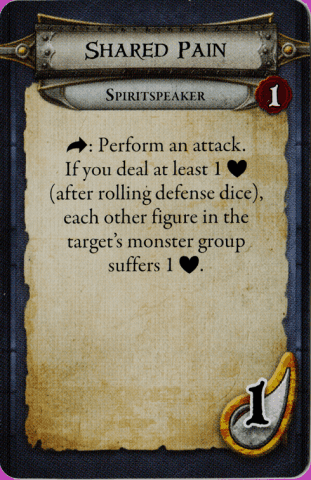 Shared Pain
Spiritspeaker
1
: Perform an attack.
If you deal at least 1 ♥
(after rolling defense dice),
each other figure in the
target's monster group
suffers 1 ♥.
1